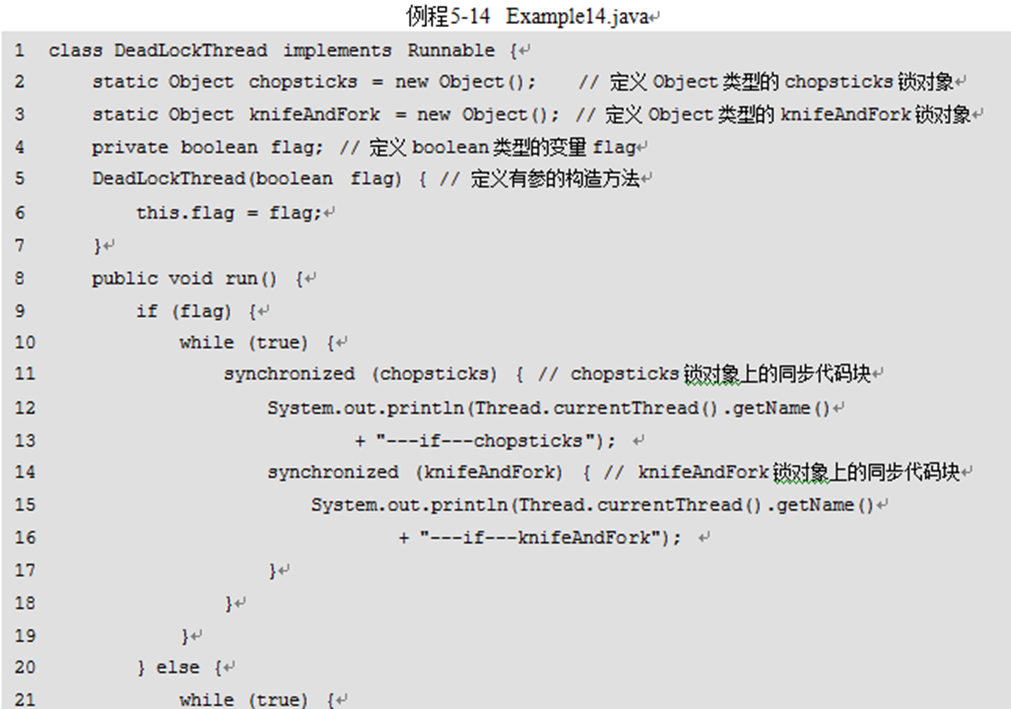 例程5-14 Example14.java↵
1 class DeadLockThread implements Runnable {↵
2 static Object chopsticks = new Object(); // 定义 Object 类型的 chopsticks 锁对象↵
3 static Object knifeAndFork = new Object(); // 定义 Object 类型的 knifeAndFork 锁对象↵
4 private boolean flag; // 定义 boolean 类型的变量 flag↵
5 DeadLockThread(boolean flag) { // 定义有参的构造方法↵
6 this.flag = flag;↵
7 }↵
8 public void run() {↵
9 if (flag) {↵
10 while (true) {↵
11 synchronized (chopsticks) { // chopsticks 锁对象上的同步代码块↵
12 System.out.println(Thread.currentThread().getName()↵
13 + "---if---chopsticks"); ↵
14 synchronized (knifeAndFork) { // knifeAndFork 锁对象上的同步代码块↵
15 System.out.println(Thread.currentThread().getName()↵
16 + "---if---knifeAndFork"); ↵
17 }↵
18 }↵
19 }↵
20 } else {↵
21 while (true) {↵